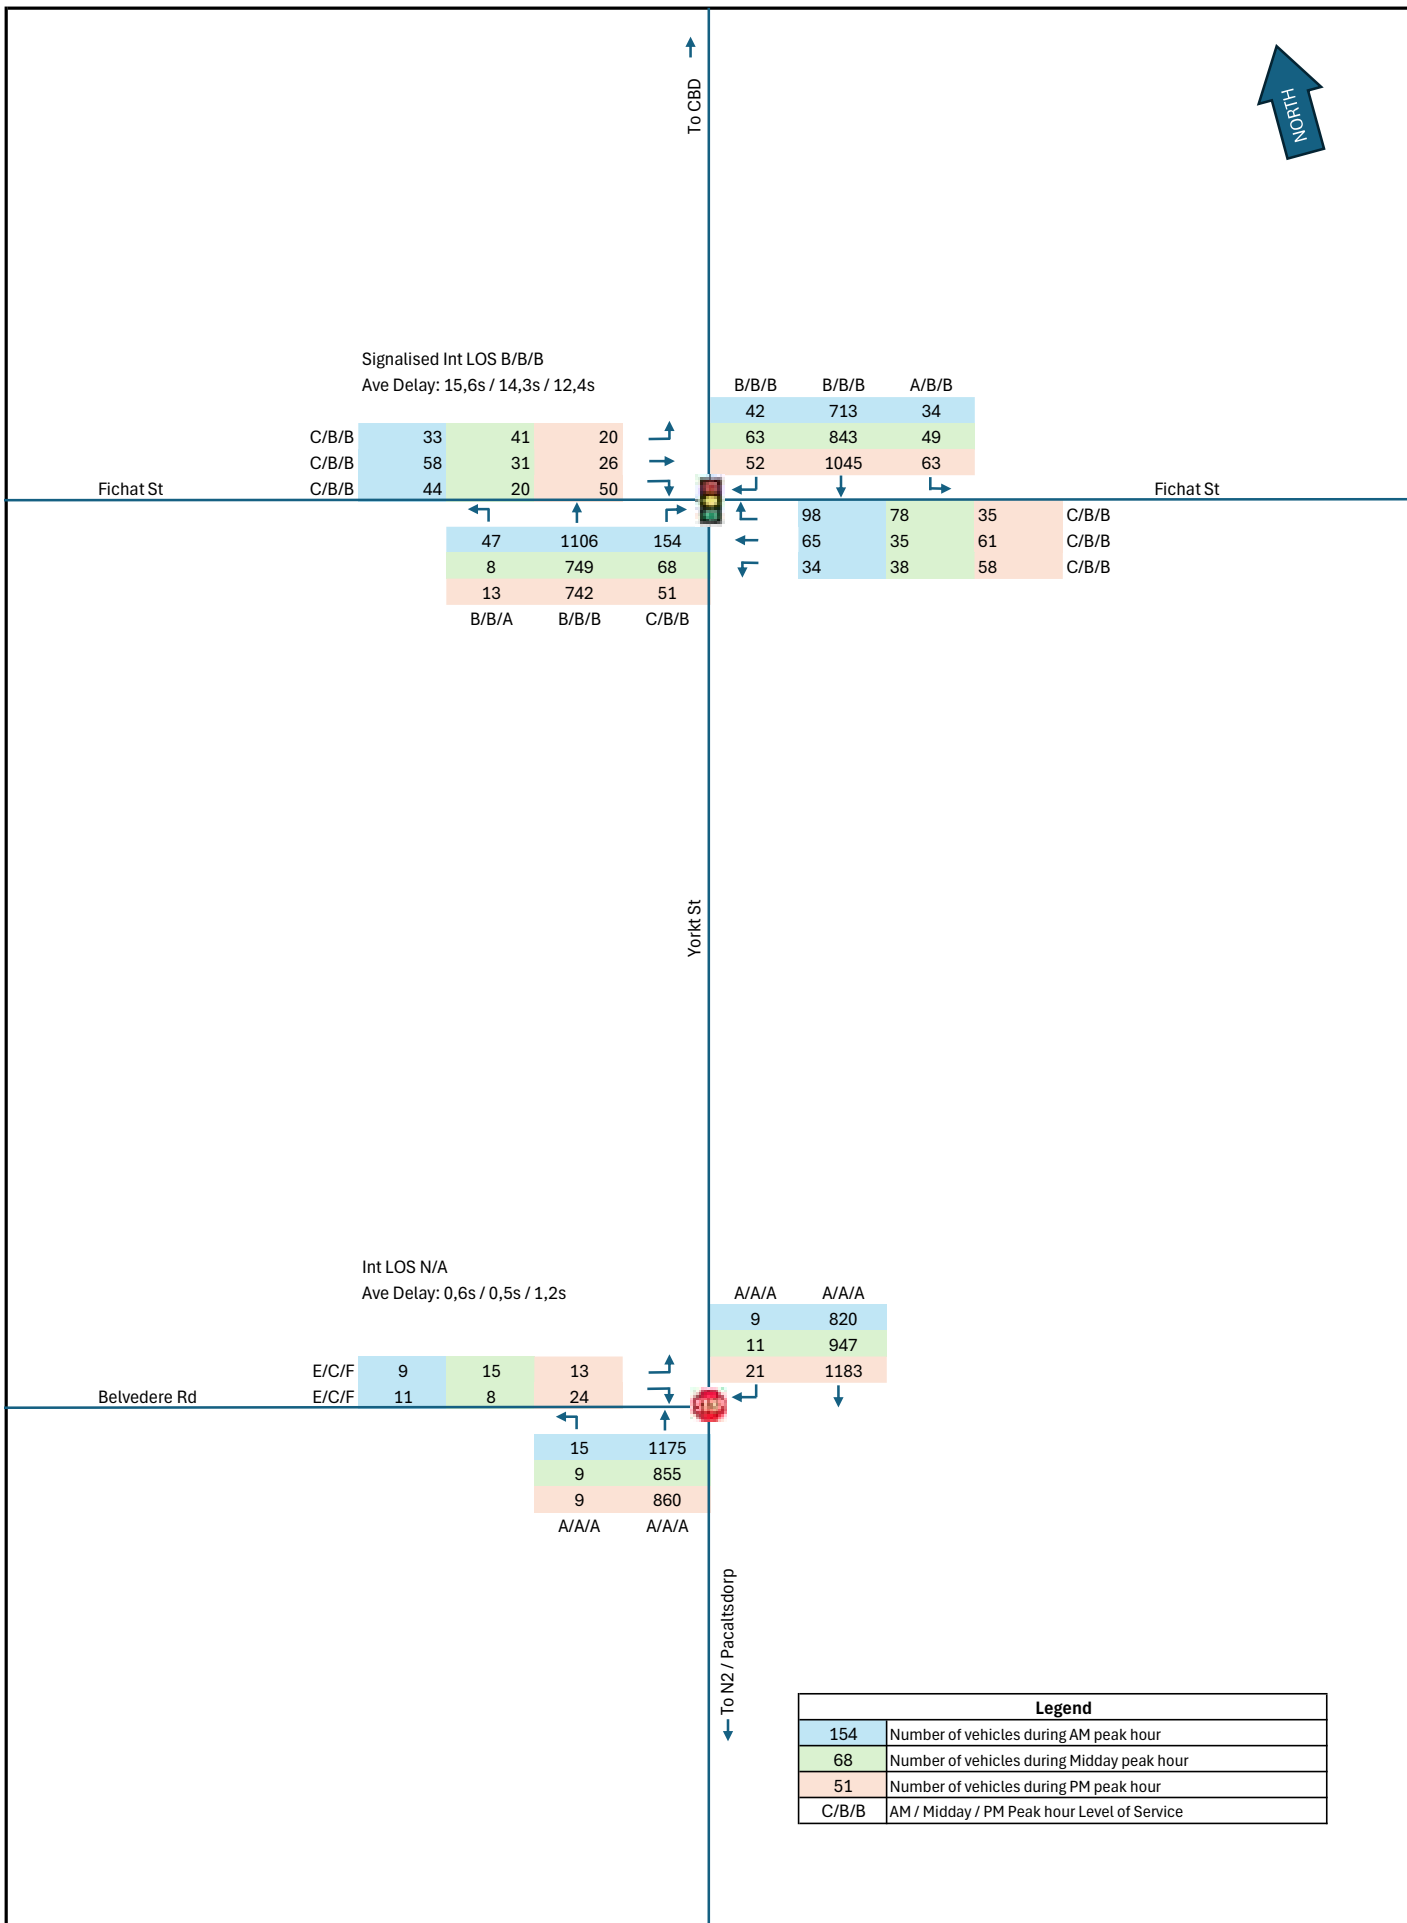 NORTH
To CBD
Signalised Int LOS B/B/B
Ave Delay: 15,6s / 14,3s / 12,4s
B/B/B B/B/B A/B/B
42 713 34
63 843 49
52 1045 63
C/B/B 33 41 20
C/B/B 58 31 26
C/B/B 44 20 50
Fichat St
Fichat St
98 78 35 C/B/B
65 35 61 C/B/B
34 38 58 C/B/B
47 1106 154
8 749 68
13 742 51
B/B/A B/B/B C/B/B
Yorkt St
Int LOS N/A
Ave Delay: 0,6s / 0,5s / 1,2s
A/A/A A/A/A
9 820
11 947
21 1183
E/C/F 9 15 13
E/C/F 11 8 24
Belvedere Rd
15 1175
9 855
9 860
A/A/A A/A/A
To N2 / Pacaltsdorp
Legend
154 Number of vehicles during AM peak hour
68 Number of vehicles during Midday peak hour
51 Number of vehicles during PM peak hour
C/B/B AM / Midday / PM Peak hour Level of Service